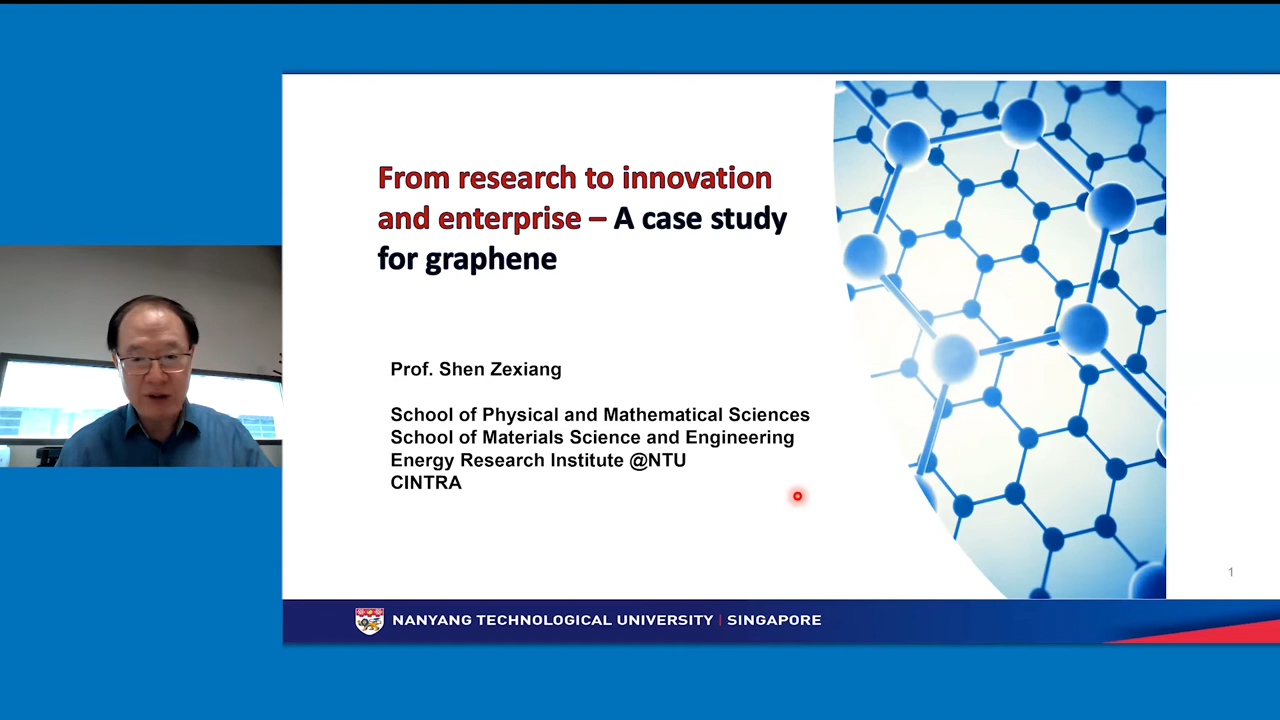 From research to innovation
and enterprise – A case study
for graphene
Prof. Shen Zexiang
School of Physical and Mathematical Sciences
School of Materials Science and Engineering
Energy Research Institute @NTU
CINTRA
1
NANYANG TECHNOLOGICAL UNIVERSITY | SINGAPORE